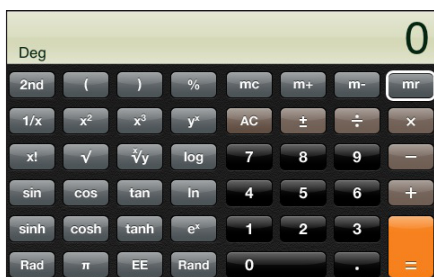 0
Deg
2nd ( ) % mc m+ m- mr
1/x x² x³ yˣ AC ± ÷ ×
x! √ ˣ√y log 7 8 9 −
sin cos tan ln 4 5 6 +
sinh cosh tanh eˣ 1 2 3
Rad π EE Rand 0 . =